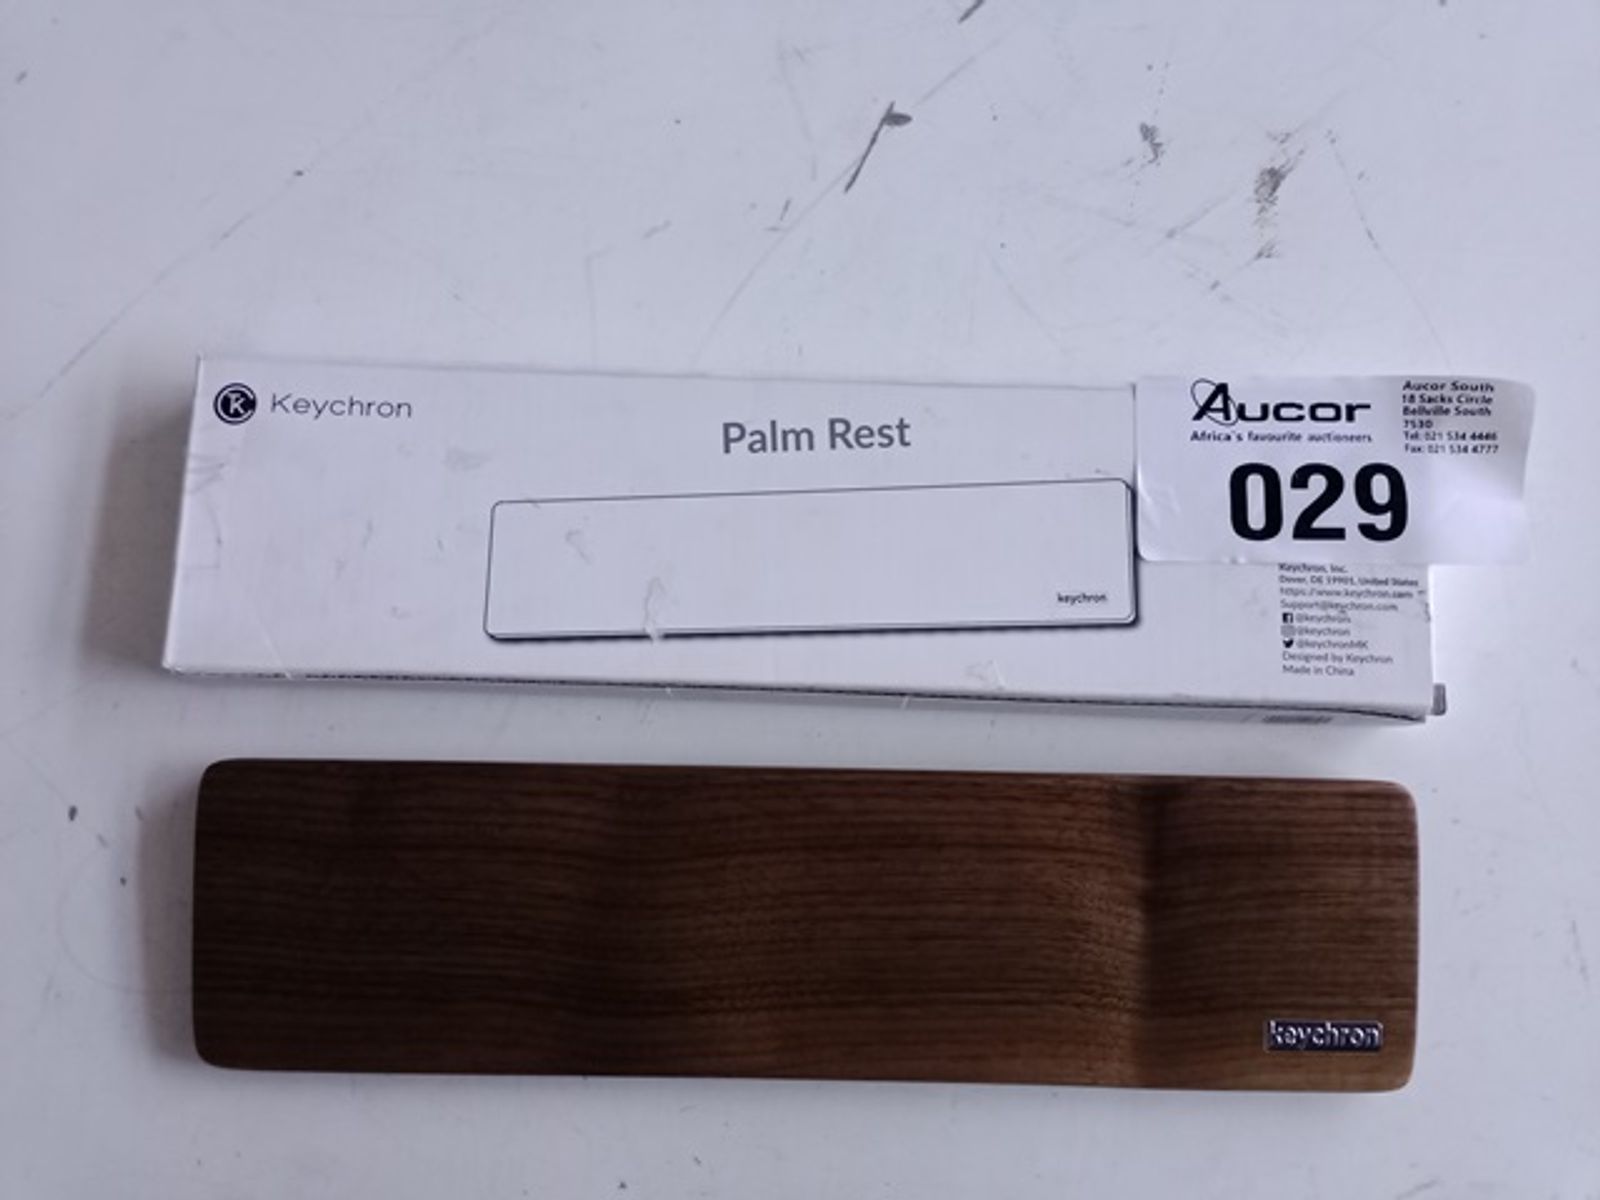 Keychron
Palm Rest
keychron
Aucor
Africa's favourite auctioneers
Aucor South
18 Sacks Circle
Bellville South
7530
Tel: 021 534 4446
Fax: 021 534 4777
029
Keychron, Inc.
Dover, DE 19901, United States
https://www.keychron.com
Support@keychron.com
@keychron
@keychron
@keychronMK
Designed by Keychron
Made in China
keychron